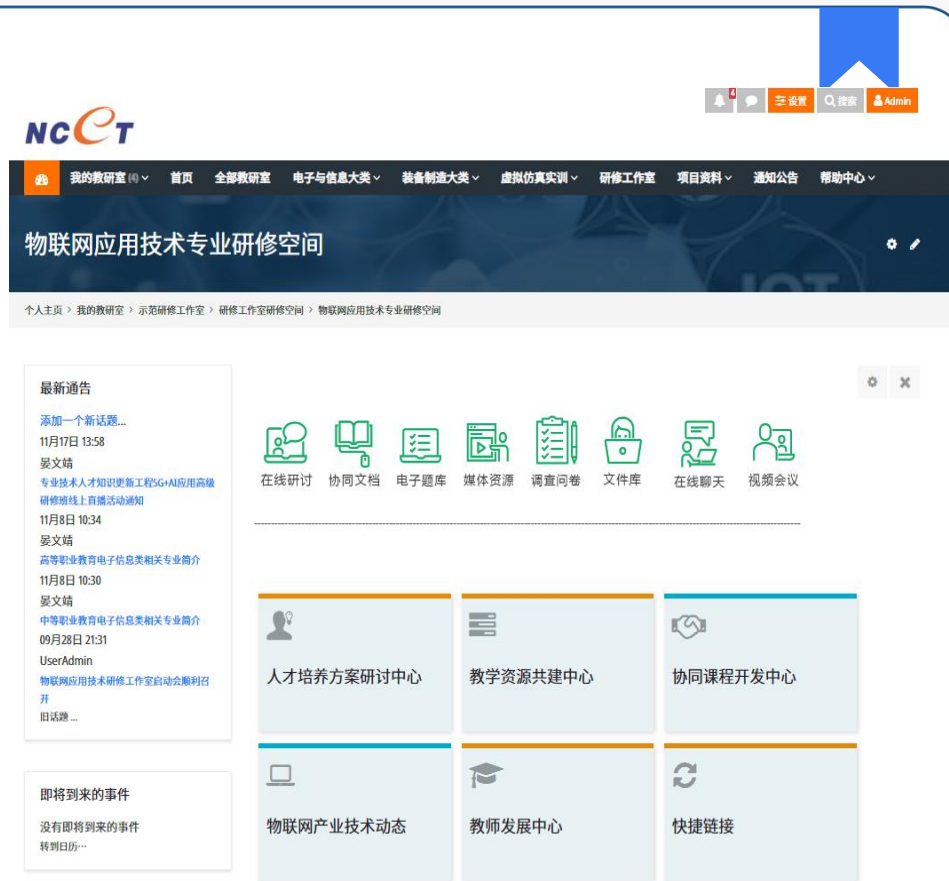 4
设置
搜索
Admin
NCCT
我的教研室 (4)
首页
全部教研室
电子与信息大类
装备制造大类
虚拟仿真实训
研修工作室
项目资料
通知公告
帮助中心
物联网应用技术专业研修空间
IOT
个人主页 > 我的教研室 > 示范研修工作室 > 研修工作室研修空间 > 物联网应用技术专业研修空间
最新通告
添加一个新话题...
11月17日 13:58
晏文靖
专业技术人才知识更新工程5G+AI应用高级
研修班线上直播活动通知
11月8日 10:34
晏文靖
高等职业教育电子信息类相关专业简介
11月8日 10:30
晏文靖
中等职业教育电子信息类相关专业简介
09月28日 21:31
UserAdmin
物联网应用技术研修工作室启动会顺利召
开
旧话题 ...
即将到来的事件
没有即将到来的事件
转到日历...
在线研讨
协同文档
电子题库
媒体资源
调查问卷
文件库
在线聊天
视频会议
人才培养方案研讨中心
教学资源共建中心
协同课程开发中心
物联网产业技术动态
教师发展中心
快捷链接